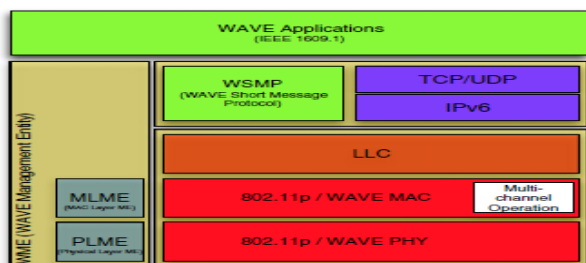 WAVE Applications
(IEEE 1609.1)
WME (WAVE Management Entity)
WSMP
(WAVE Short Message
Protocol)
TCP/UDP
IPv6
LLC
MLME
(MAC Layer ME)
802.11p / WAVE MAC
Multi-
channel
Operation
PLME
(Physical Layer ME)
802.11p / WAVE PHY